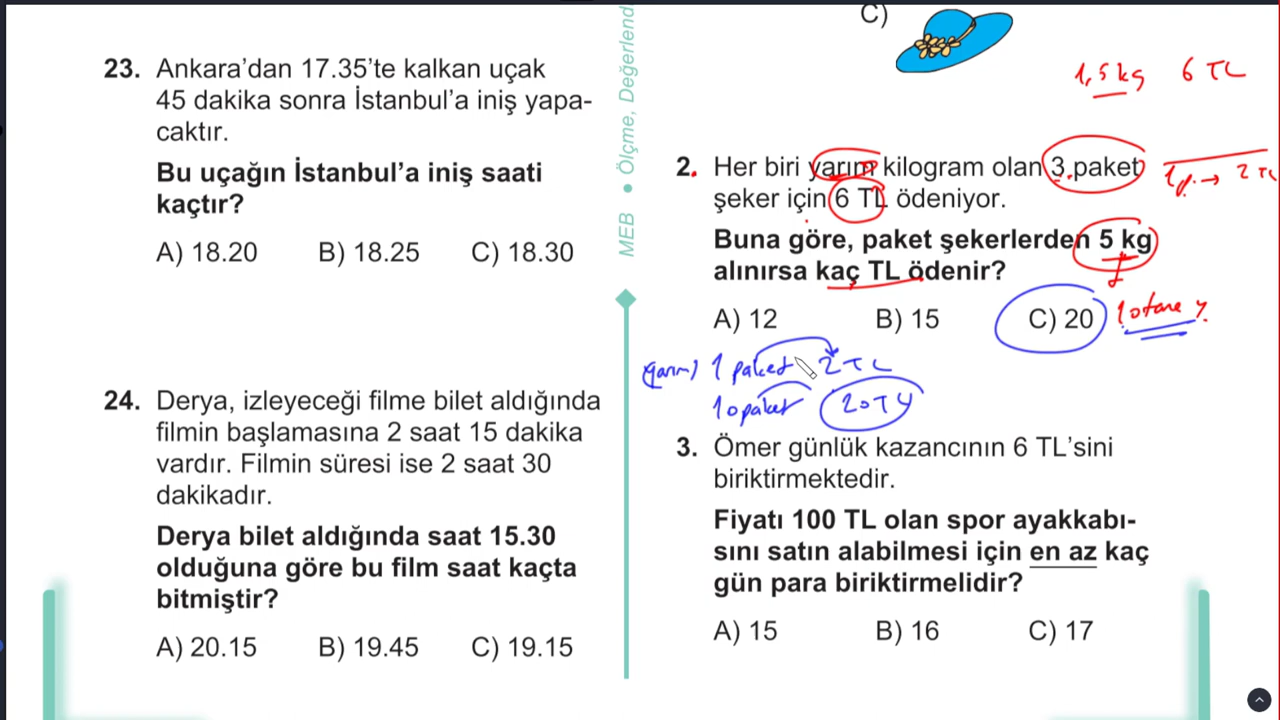 23. Ankara’dan 17.35’te kalkan uçak
45 dakika sonra İstanbul’a iniş yapa-
caktır.
Bu uçağın İstanbul’a iniş saati
kaçtır?
A) 18.20 B) 18.25 C) 18.30
24. Derya, izleyeceği filme bilet aldığında
filmin başlamasına 2 saat 15 dakika
vardır. Filmin süresi ise 2 saat 30
dakikadır.
Derya bilet aldığında saat 15.30
olduğuna göre bu film saat kaçta
bitmiştir?
A) 20.15 B) 19.45 C) 19.15
MEB ● Ölçme, Değerlend
C)
1,5 kg 6 TL
2. Her biri yarım kilogram olan 3 paket
1p. → 2 TL
şeker için 6 TL ödeniyor.
Buna göre, paket şekerlerden 5 kg
alınırsa kaç TL ödenir?
A) 12 B) 15 C) 20
10 tane
(yarım) 1 paket 2 TL
10 paket 20 TL
3. Ömer günlük kazancının 6 TL’sini
biriktirmektedir.
Fiyatı 100 TL olan spor ayakkabı-
sını satın alabilmesi için en az kaç
gün para biriktirmelidir?
A) 15 B) 16 C) 17